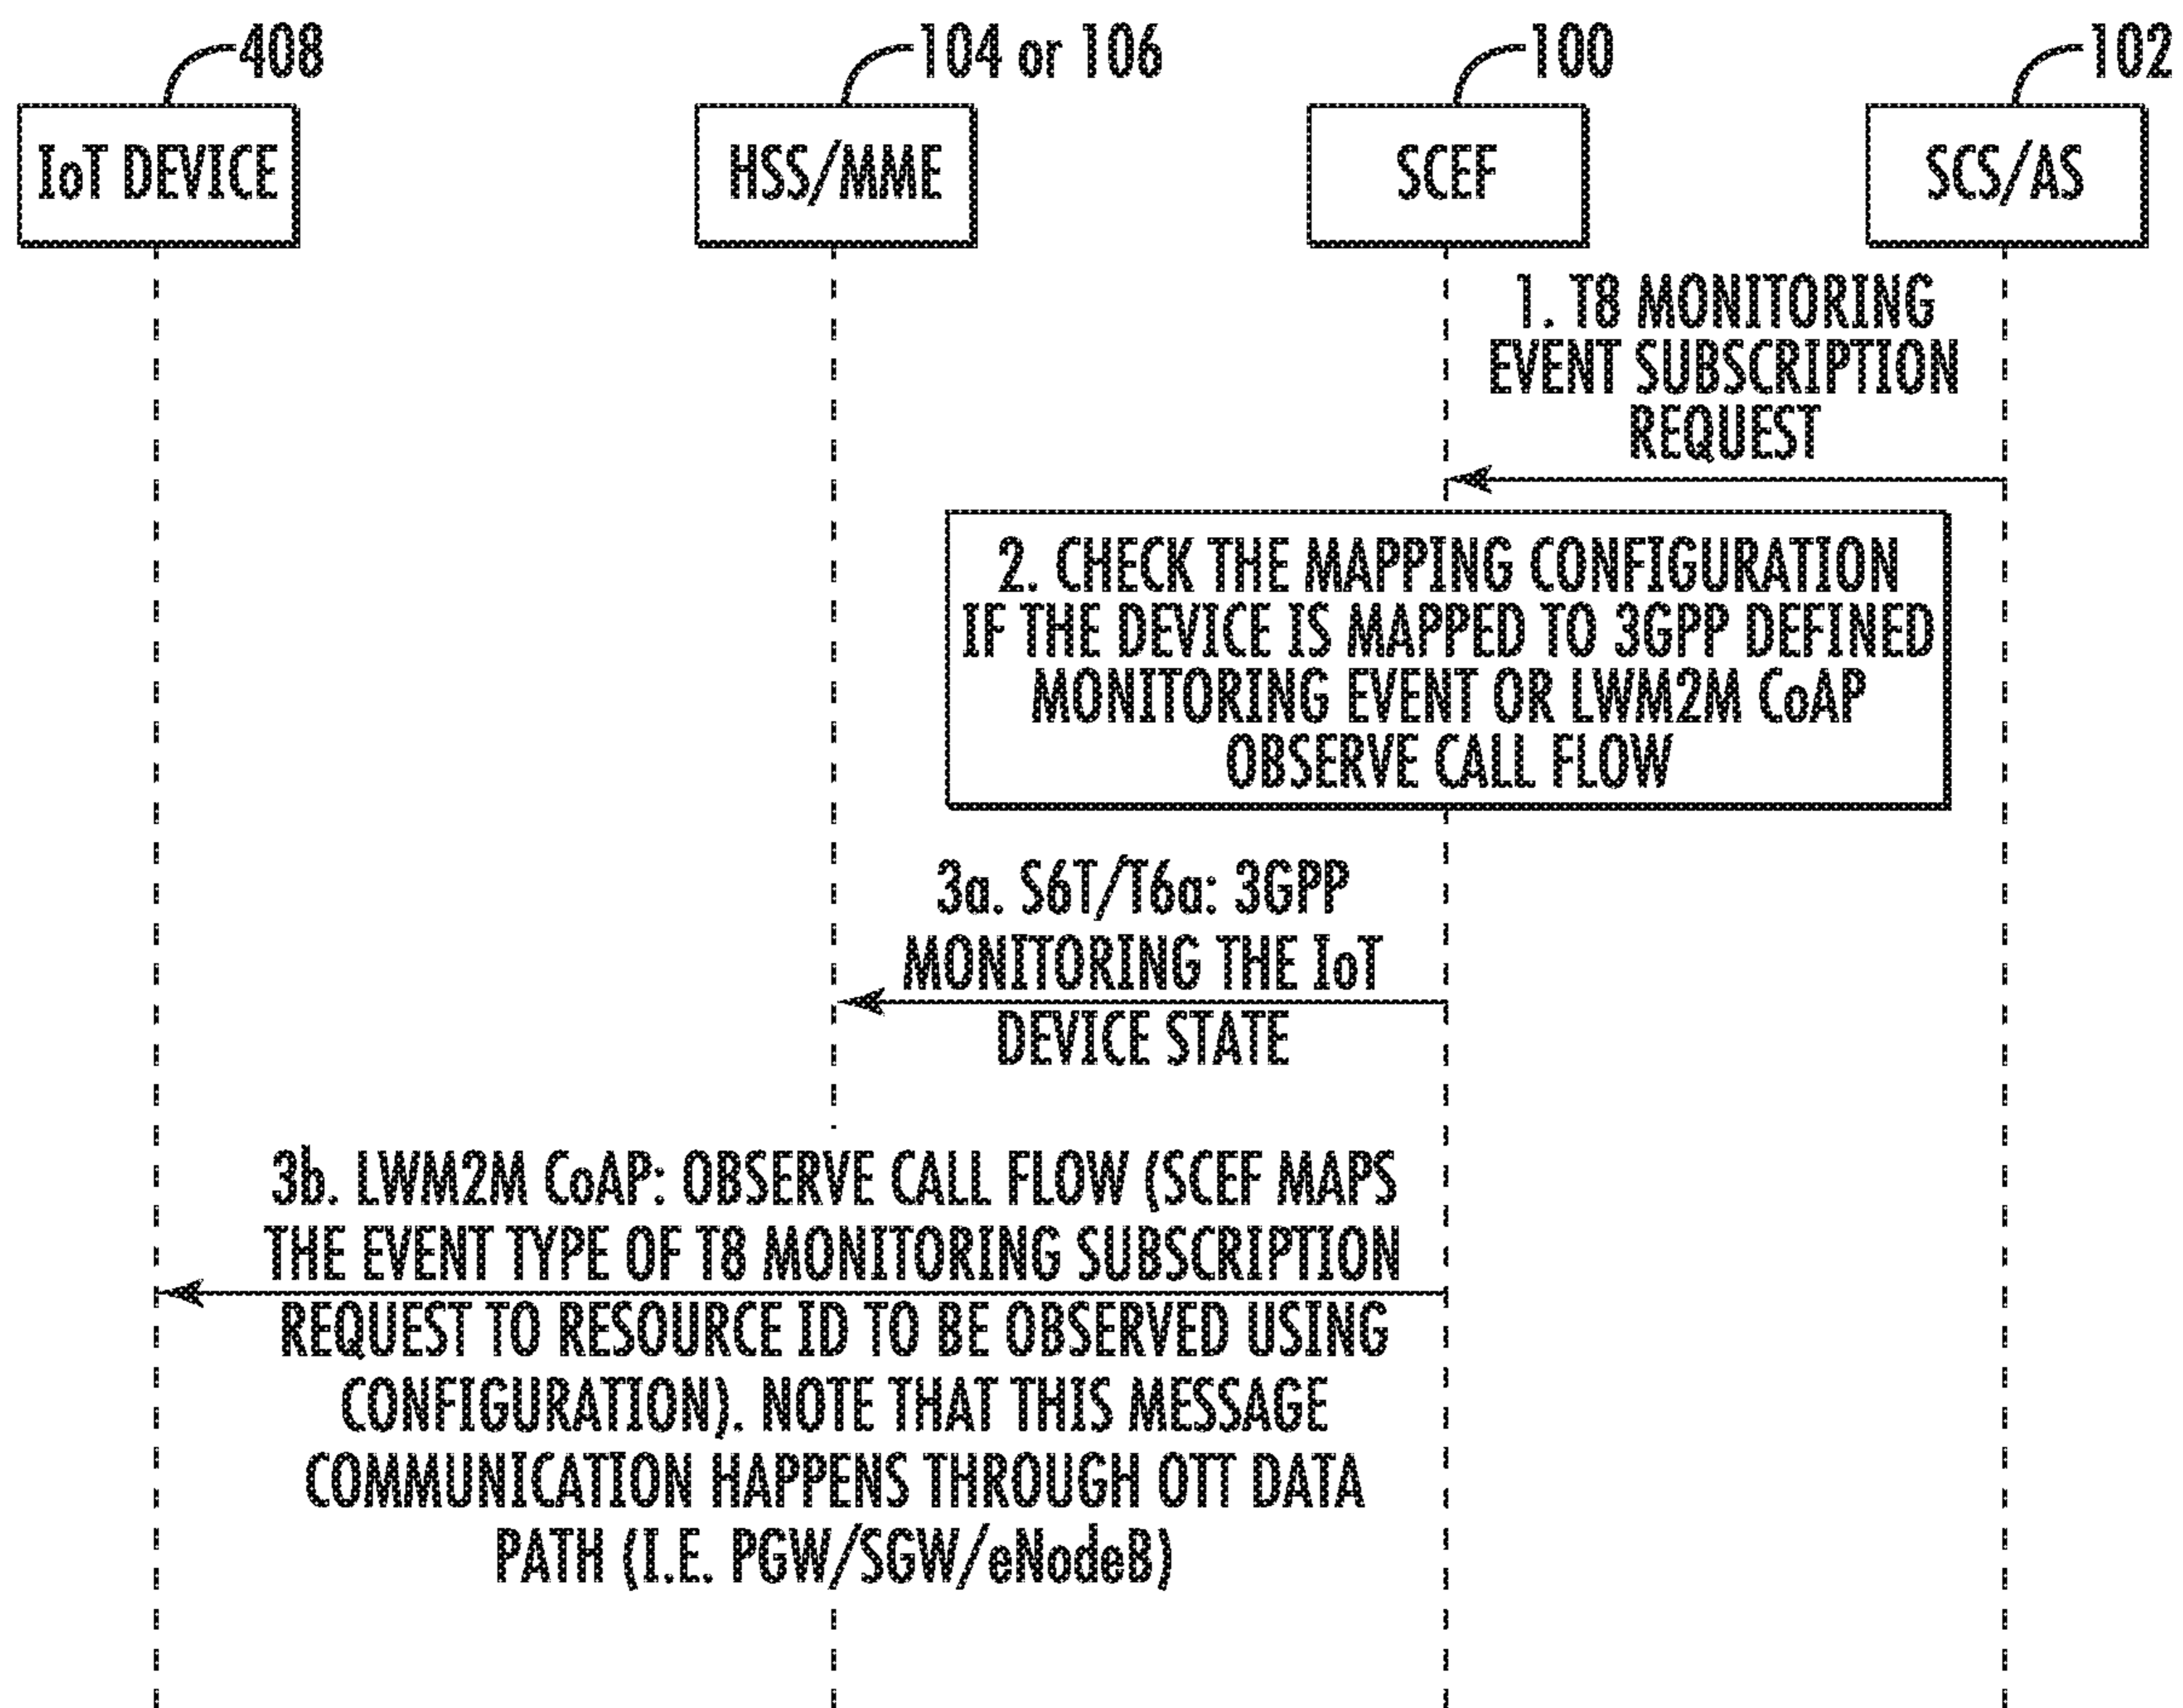 408
104 or 106
100
102
IoT DEVICE
HSS/MME
SCEF
SCS/AS
1. T8 MONITORING
EVENT SUBSCRIPTION
REQUEST
2. CHECK THE MAPPING CONFIGURATION
IF THE DEVICE IS MAPPED TO 3GPP DEFINED
MONITORING EVENT OR LWM2M CoAP
OBSERVE CALL FLOW
3a. S6T/T6a: 3GPP
MONITORING THE IoT
DEVICE STATE
3b. LWM2M CoAP: OBSERVE CALL FLOW (SCEF MAPS
THE EVENT TYPE OF T8 MONITORING SUBSCRIPTION
REQUEST TO RESOURCE ID TO BE OBSERVED USING
CONFIGURATION). NOTE THAT THIS MESSAGE
COMMUNICATION HAPPENS THROUGH OTT DATA
PATH (I.E. PGW/SGW/eNodeB)